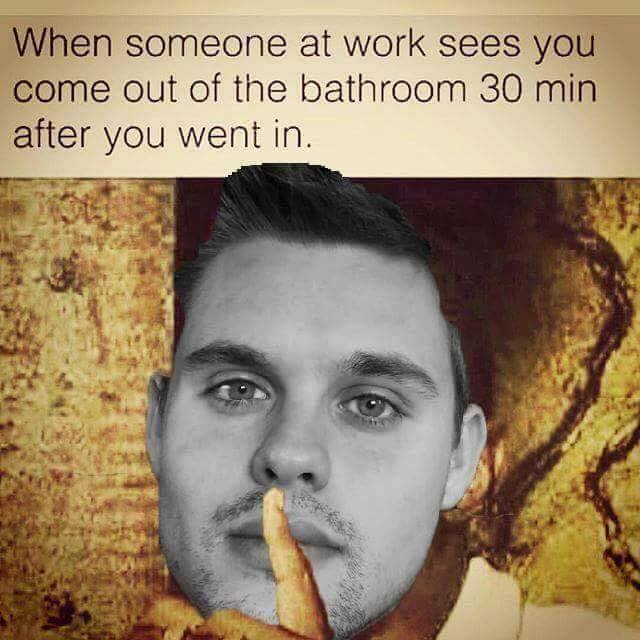 When someone at work sees you
come out of the bathroom 30 min
after you went in.